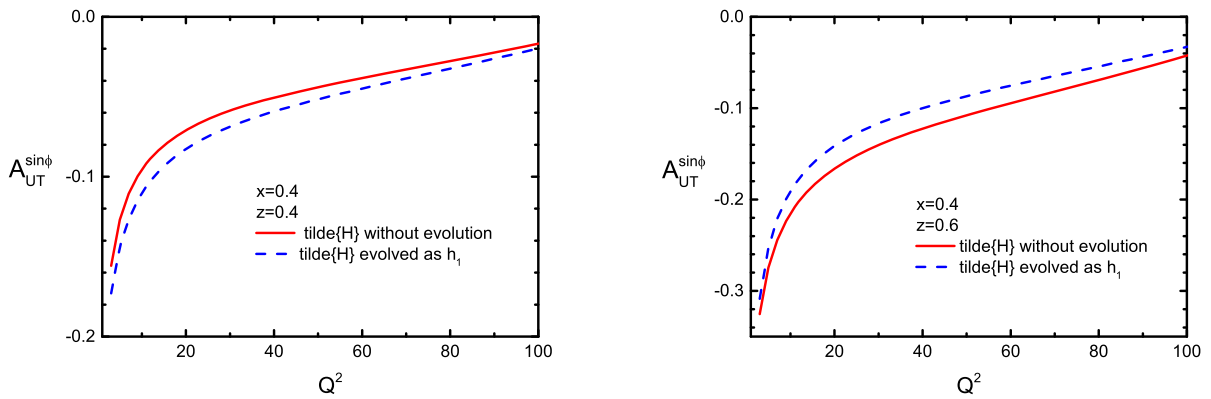 0.0
-0.1
-0.2
A_UT^sinϕ
x=0.4
z=0.4
tilde{H} without evolution
tilde{H} evolved as h_1
20 40 60 80 100
Q^2
0.0
-0.1
-0.2
-0.3
A_UT^sinϕ
x=0.4
z=0.6
tilde{H} without evolution
tilde{H} evolved as h_1
20 40 60 80 100
Q^2